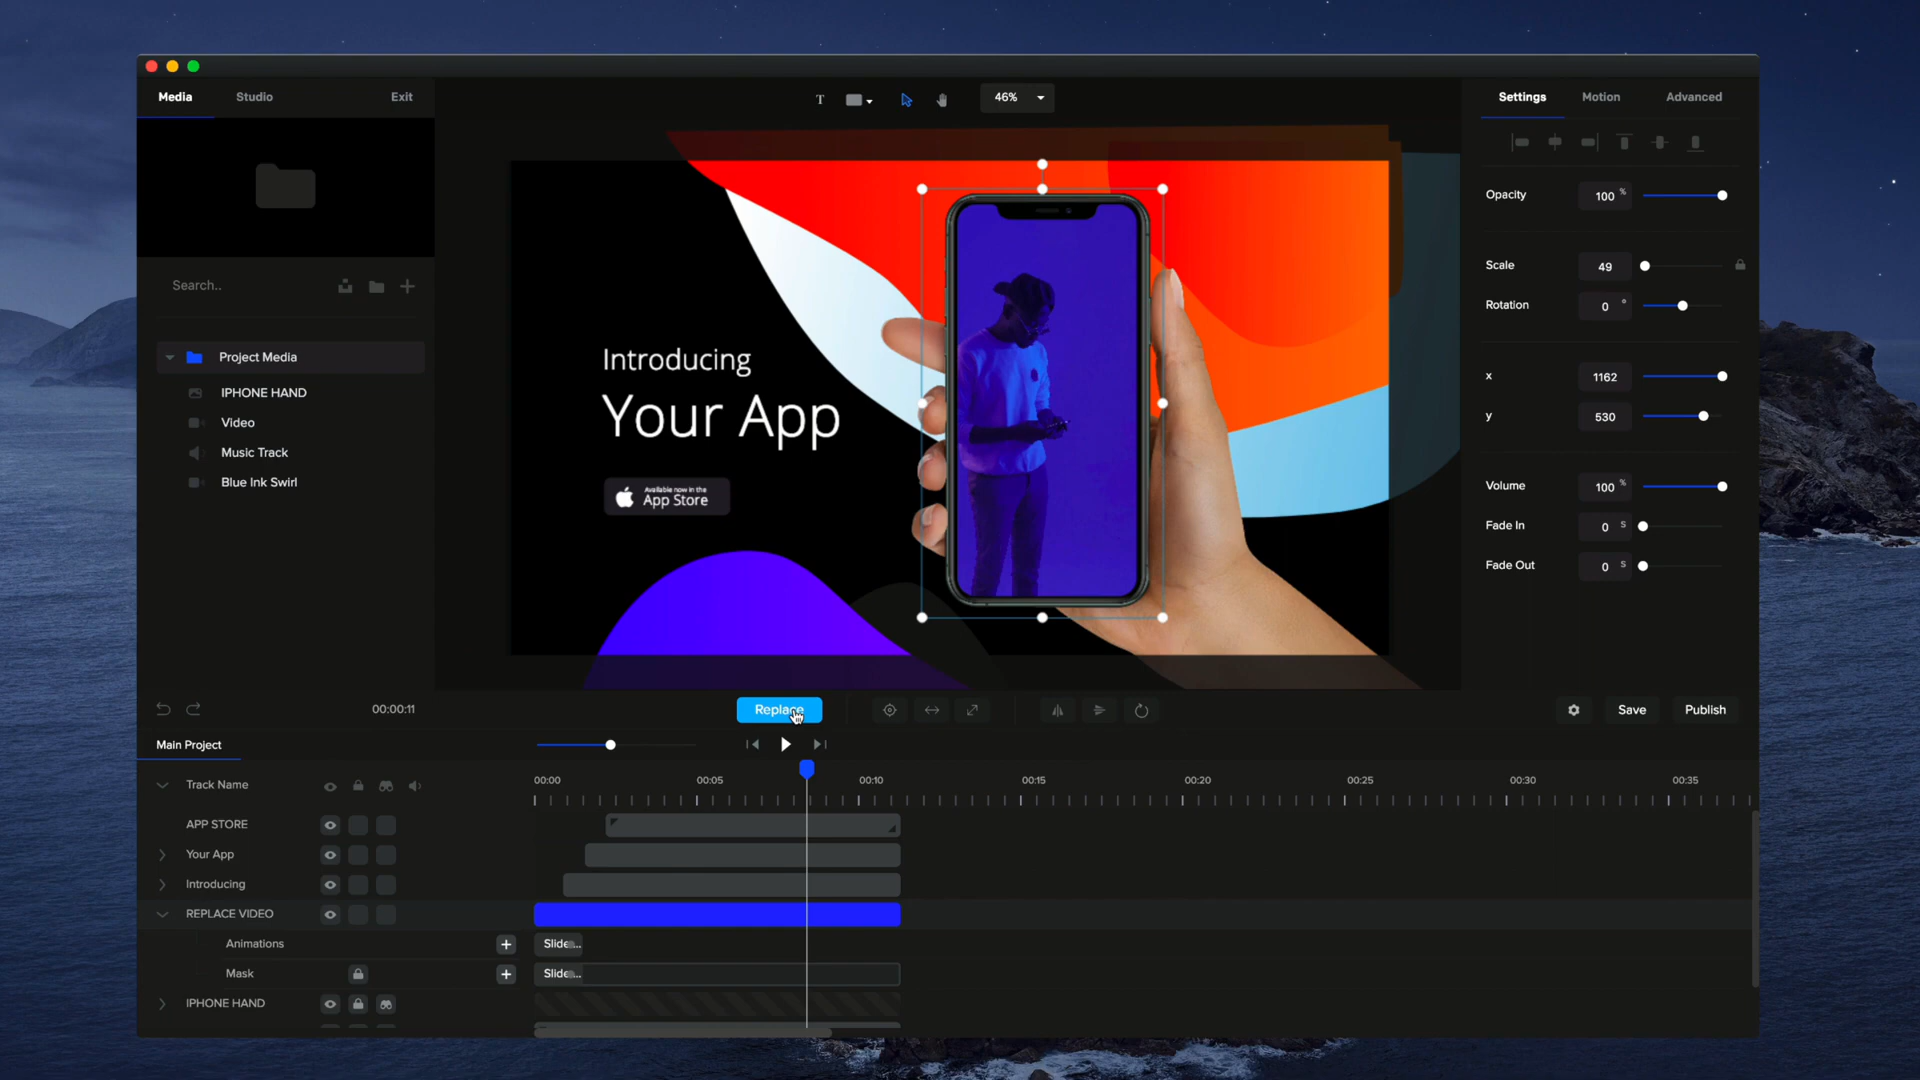 Media
Studio
Exit
T
46%
Settings
Motion
Advanced
Search..
Project Media
IPHONE HAND
Video
Music Track
Blue Ink Swirl
Introducing
Your App
Available now in the
App Store
Opacity
100 %
Scale
49
Rotation
0 °
x
1162
y
530
Volume
100 %
Fade In
0 s
Fade Out
0 s
00:00:11
Replace
Save
Publish
Main Project
Track Name
00:00
00:05
00:10
00:15
00:20
00:25
00:30
00:35
APP STORE
Your App
Introducing
REPLACE VIDEO
Animations
Slide...
Mask
Slide...
IPHONE HAND